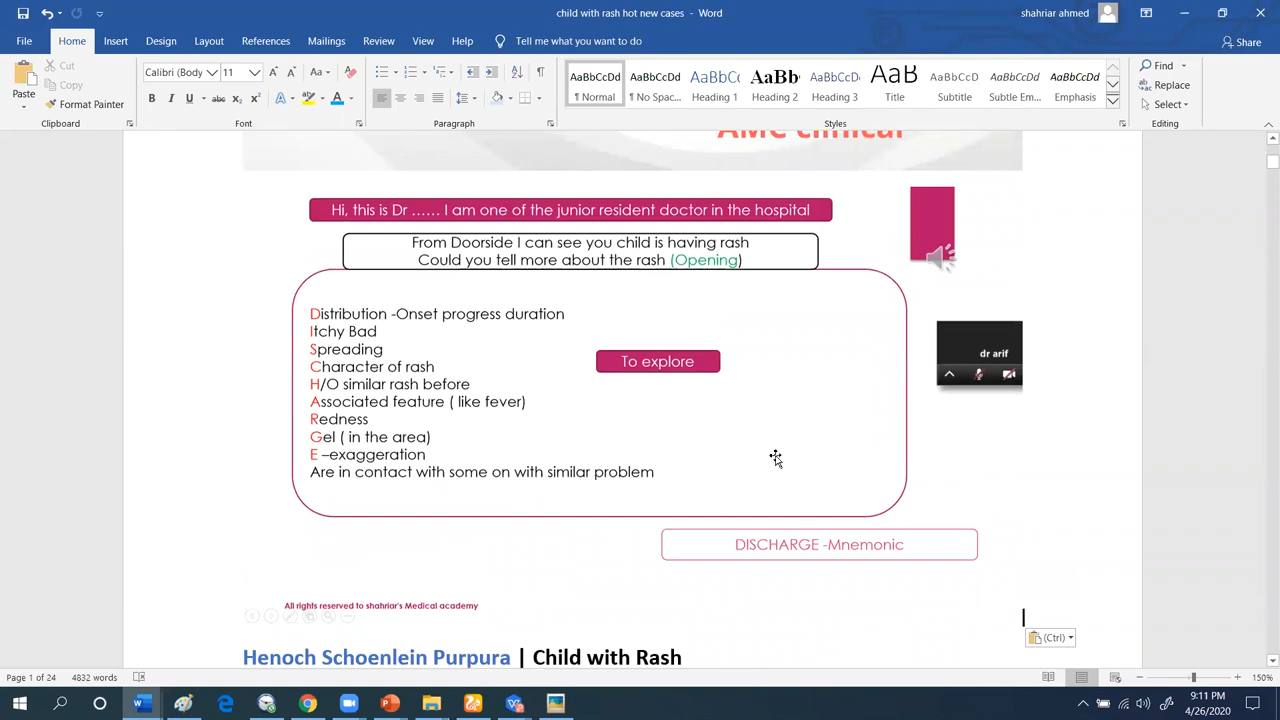 child with rash hot new cases - Word
shahriar ahmed
File Home Insert Design Layout References Mailings Review View Help Tell me what you want to do
Share
Paste
Cut
Copy
Format Painter
Clipboard
Calibri (Body 11
Font
Paragraph
AaBbCcDd ¶ Normal
AaBbCcDd ¶ No Spac...
AaBbCc Heading 1
AaBb Heading 2
AaBbCcDd Heading 3
AaB Title
AaBbCcDd Subtitle
AaBbCcDd Subtle Em...
AaBbCcDd Emphasis
Styles
Find
Replace
Select
Editing
AMC clinical
Hi, this is Dr …... I am one of the junior resident doctor in the hospital
From Doorside I can see you child is having rash
Could you tell more about the rash (Opening)
Distribution -Onset progress duration
Itchy Bad
Spreading
Character of rash
H/O similar rash before
Associated feature ( like fever)
Redness
Gel ( in the area)
E –exaggeration
Are in contact with some on with similar problem
To explore
dr arif
DISCHARGE -Mnemonic
All rights reserved to shahriar's Medical academy
(Ctrl)
Henoch Schoenlein Purpura | Child with Rash
Page 1 of 24 4832 words
150%
9:11 PM
4/26/2020